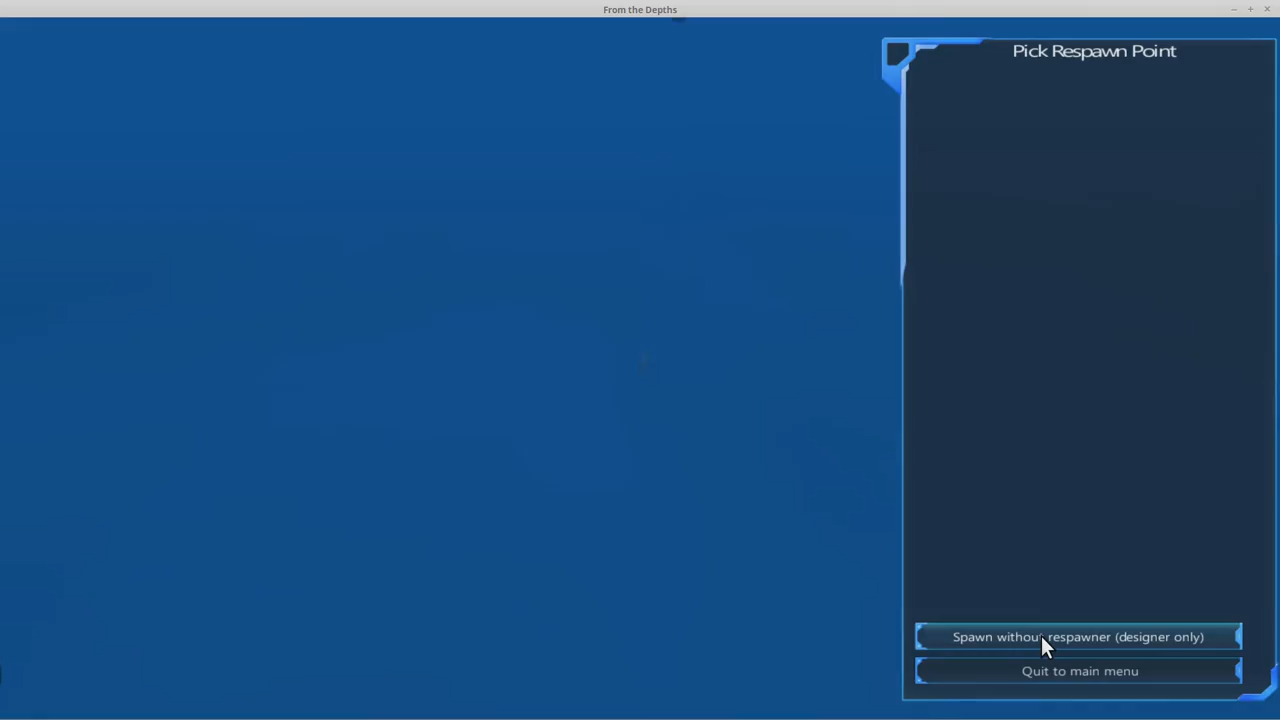 From the Depths
Pick Respawn Point
Spawn without respawner (designer only)
Quit to main menu